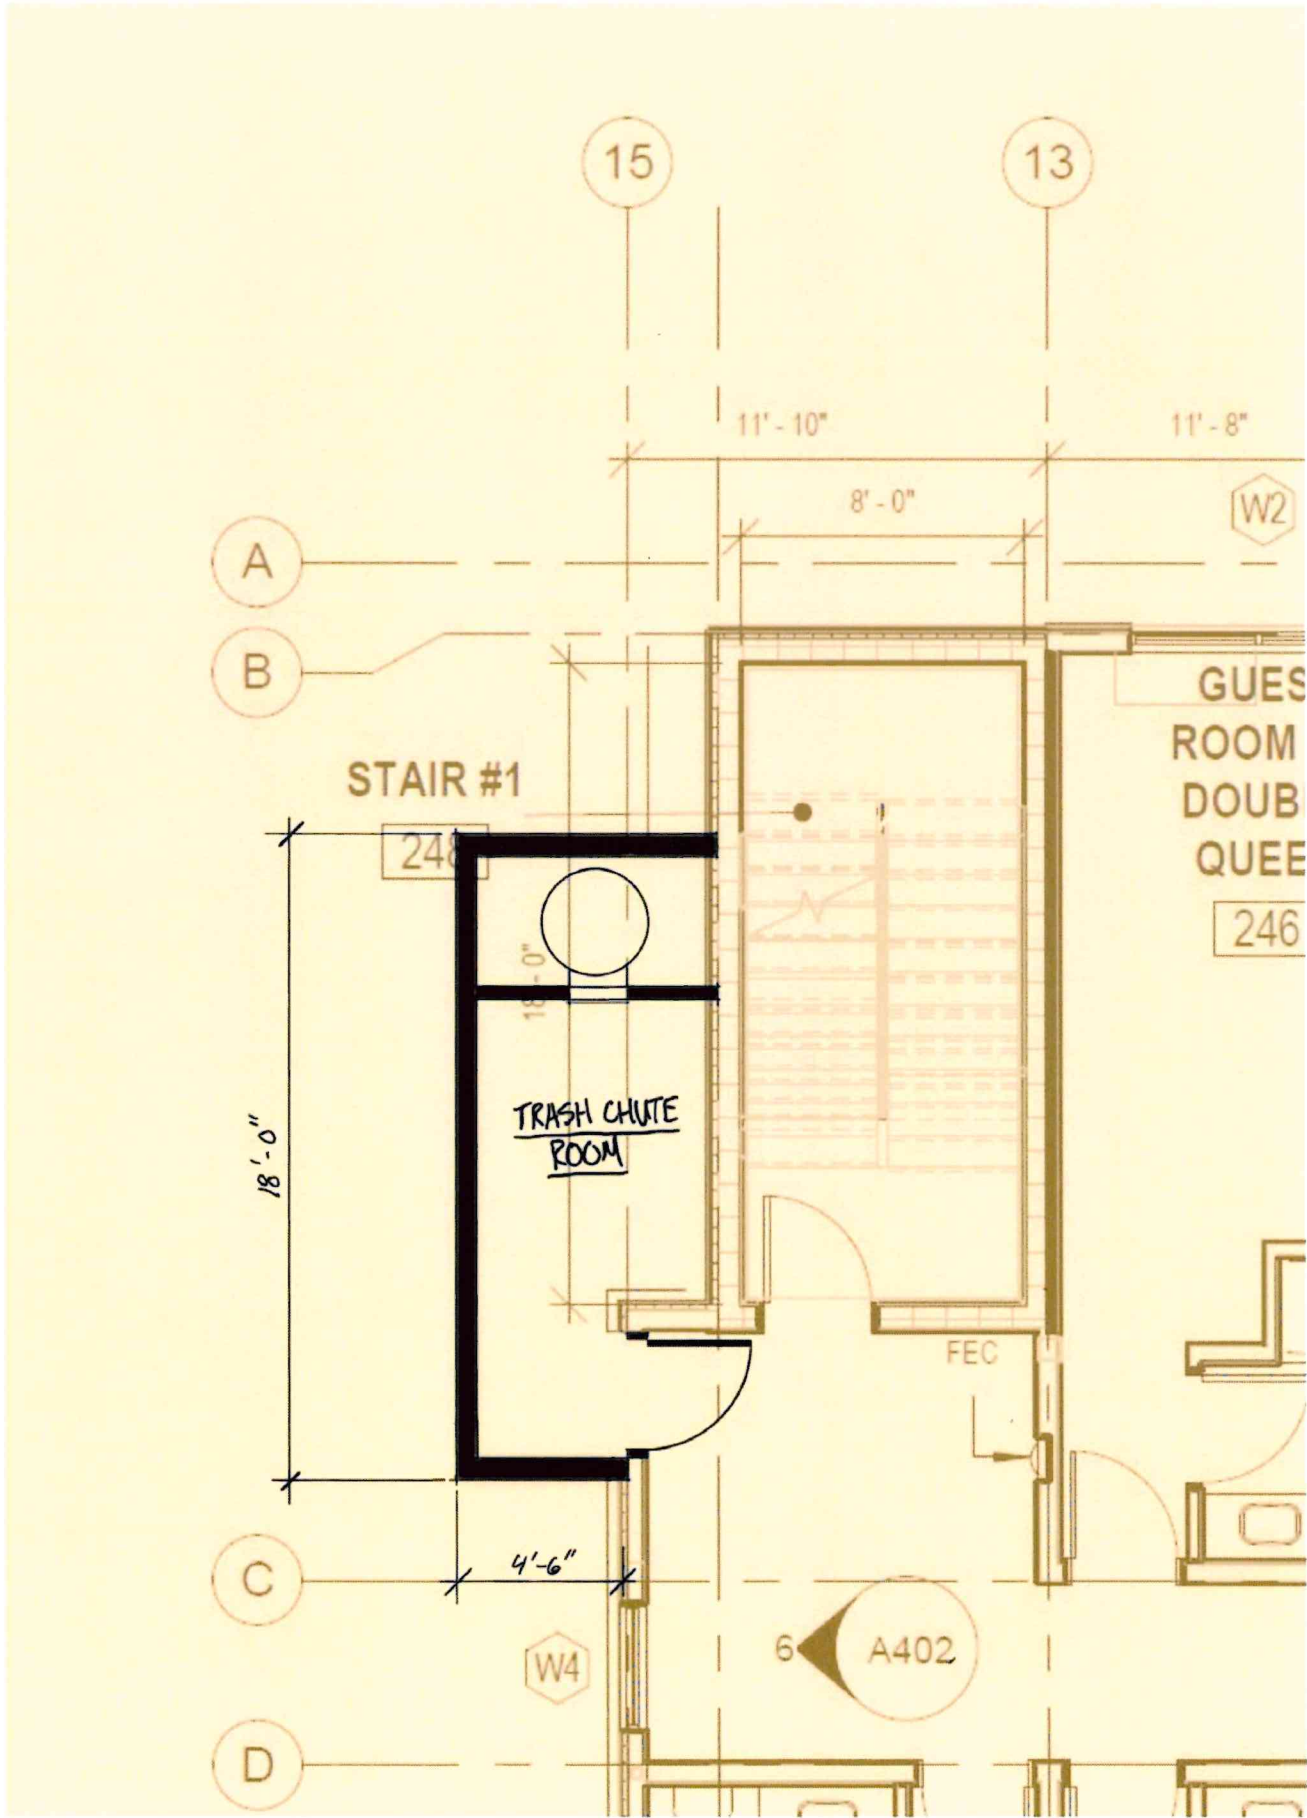 15
13
11' - 10"
11' - 8"
8' - 0"
W2
A
B
GUES
ROOM
DOUB
QUEE
246
STAIR #1
248
18' - 0"
TRASH CHUTE
ROOM
18'-0"
FEC
4'-6"
C
W4
6
A402
D